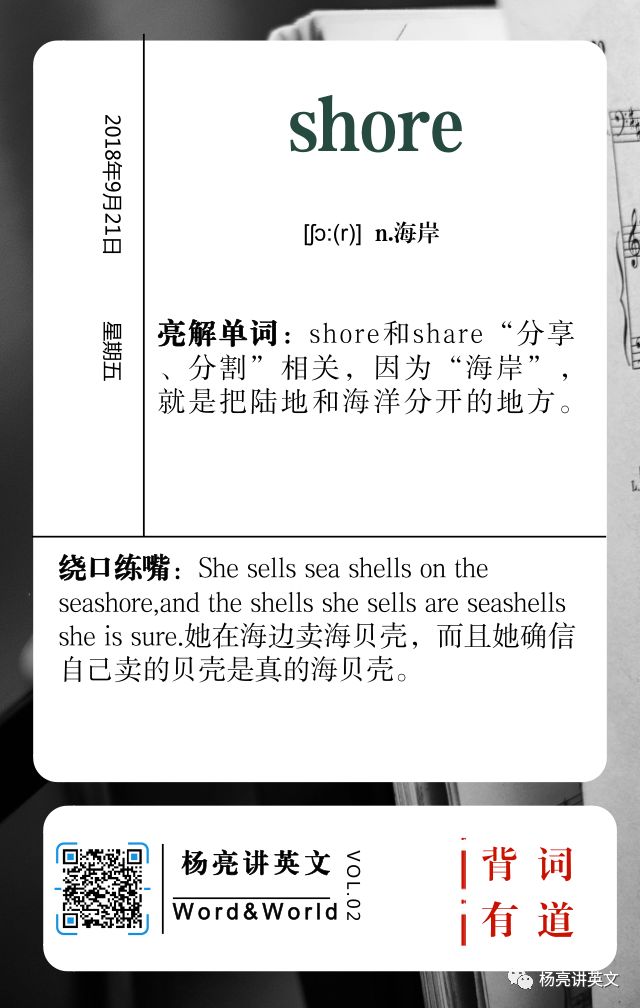 shore
2018年9月21日
星期五
[ʃɔ:(r)] n.海岸
亮解单词：shore和share“分享
、分割”相关，因为“海岸”，
就是把陆地和海洋分开的地方。
绕口练嘴：She sells sea shells on the
seashore,and the shells she sells are seashells
she is sure.她在海边卖海贝壳，而且她确信
自己卖的贝壳是真的海贝壳。
杨亮讲英文
Word&World
VOL.02
背词
有道
杨亮讲英文